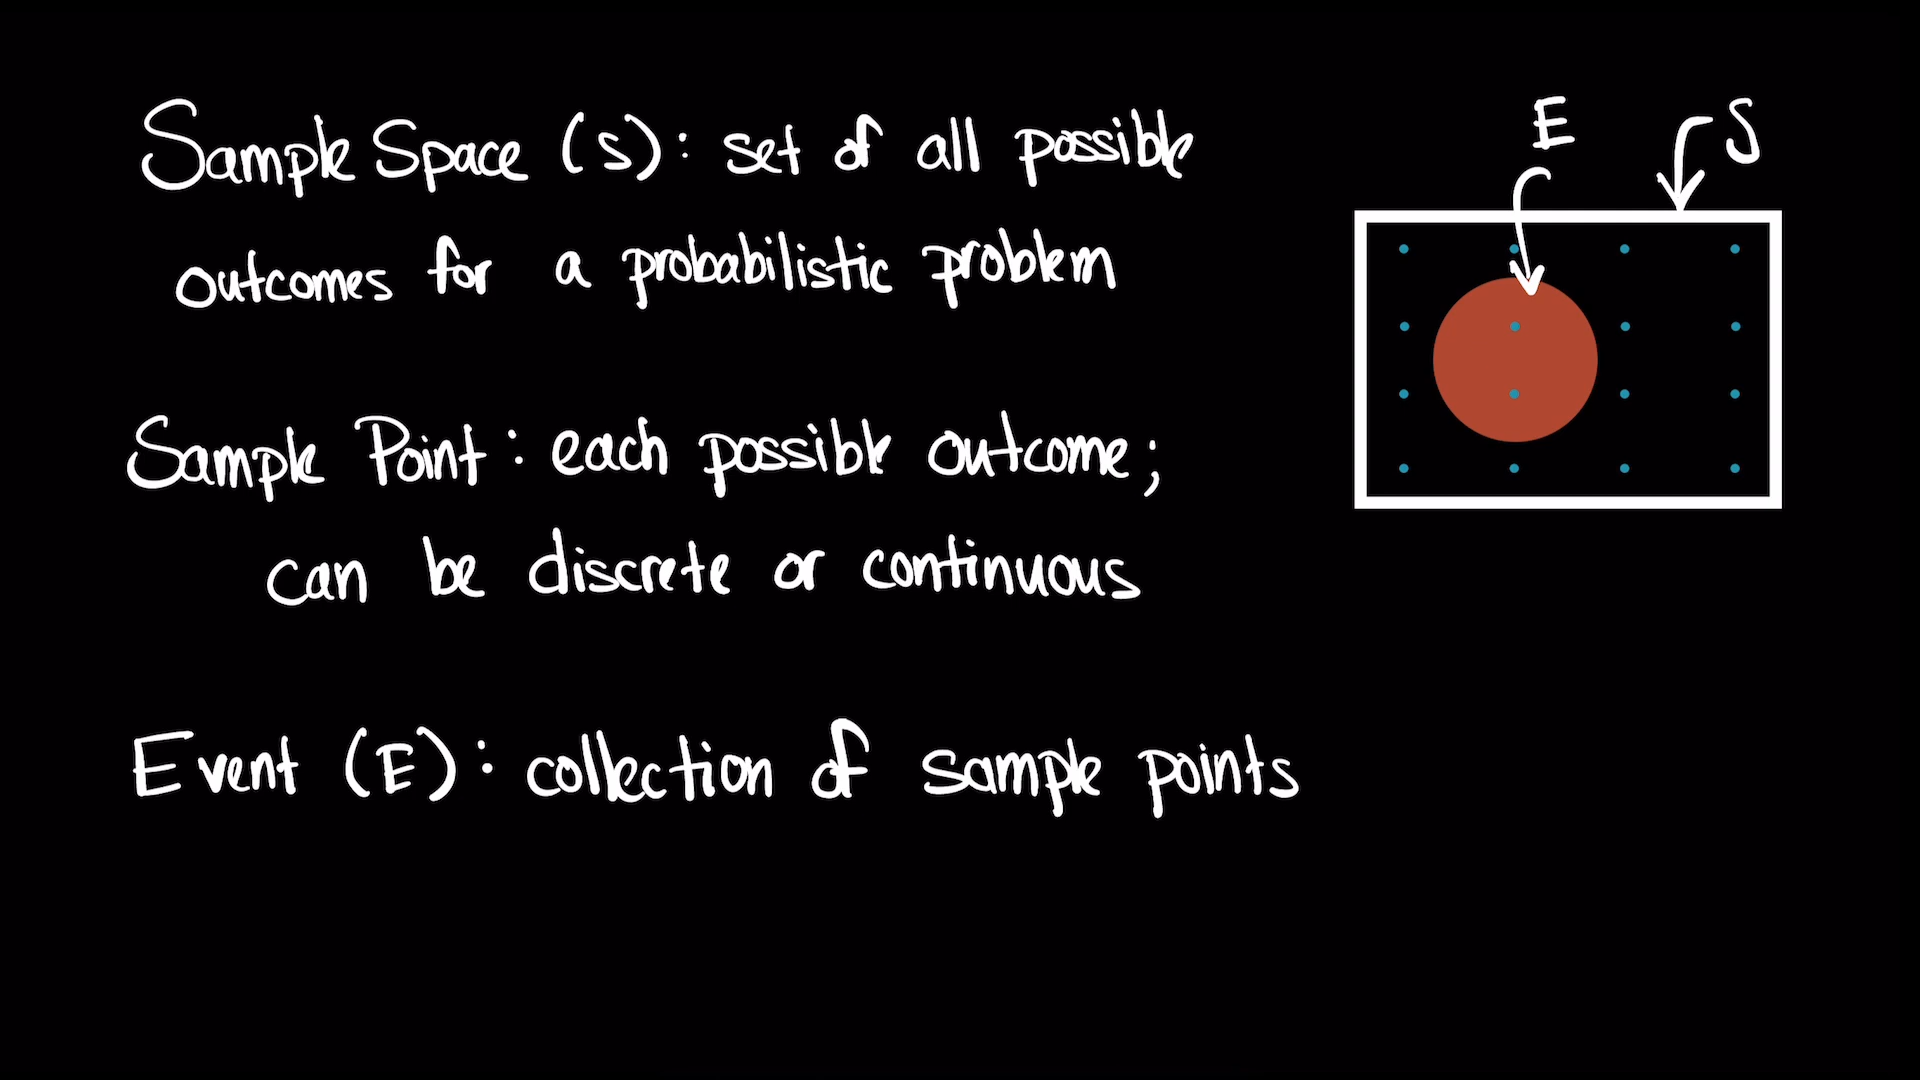 Sample Space (S): set of all possible
outcomes for a probabilistic problem
Sample Point: each possible outcome;
can be discrete or continuous
Event (E): collection of sample points
E
S